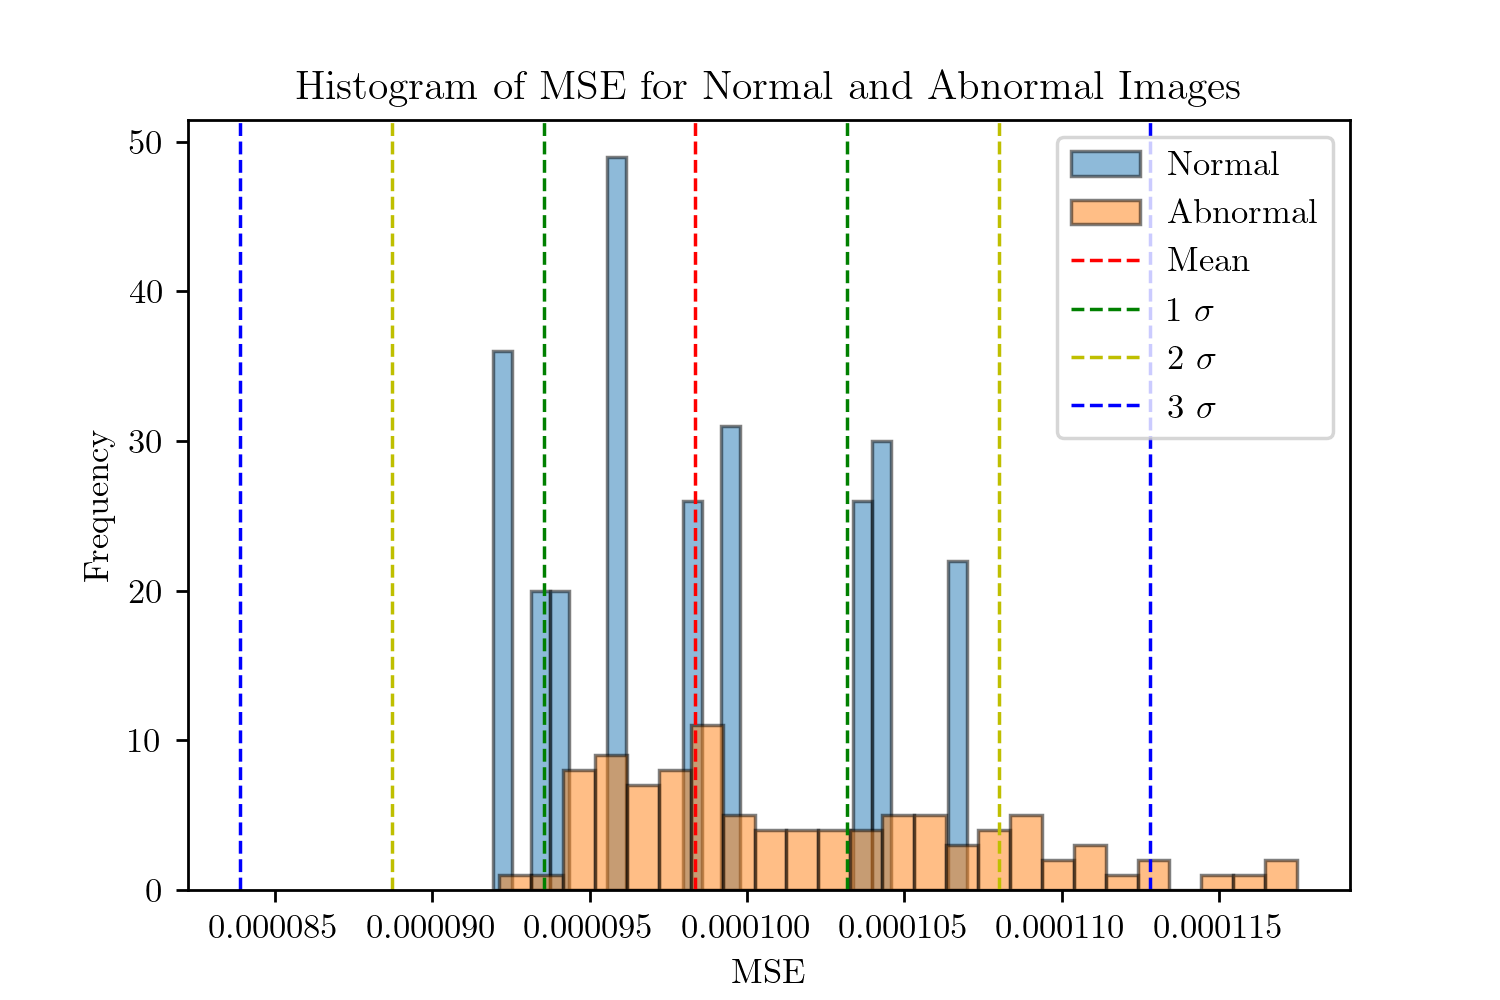 Histogram of MSE for Normal and Abnormal Images
50
40
30
20
10
0
Frequency
Normal
Abnormal
Mean
1 σ
2 σ
3 σ
0.000085 0.000090 0.000095 0.000100 0.000105 0.000110 0.000115
MSE